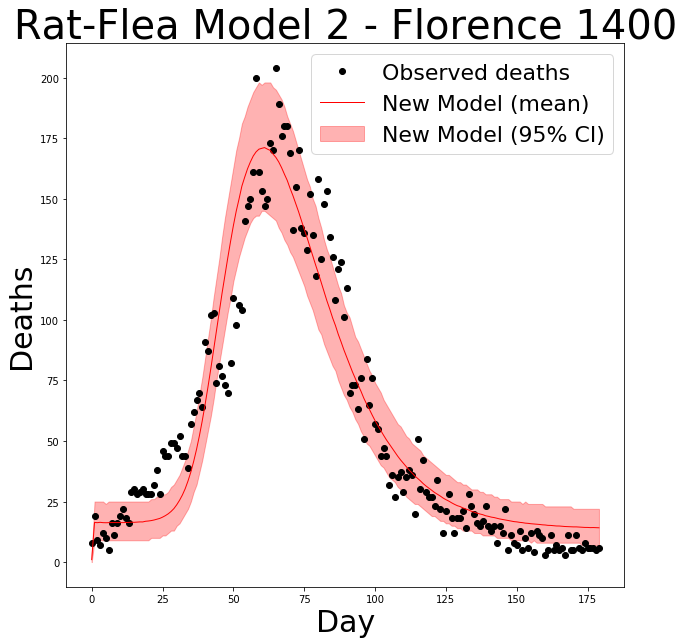 Rat-Flea Model 2 - Florence 1400
Observed deaths
New Model (mean)
New Model (95% CI)
Deaths
200
175
150
125
100
75
50
25
0
0 25 50 75 100 125 150 175
Day